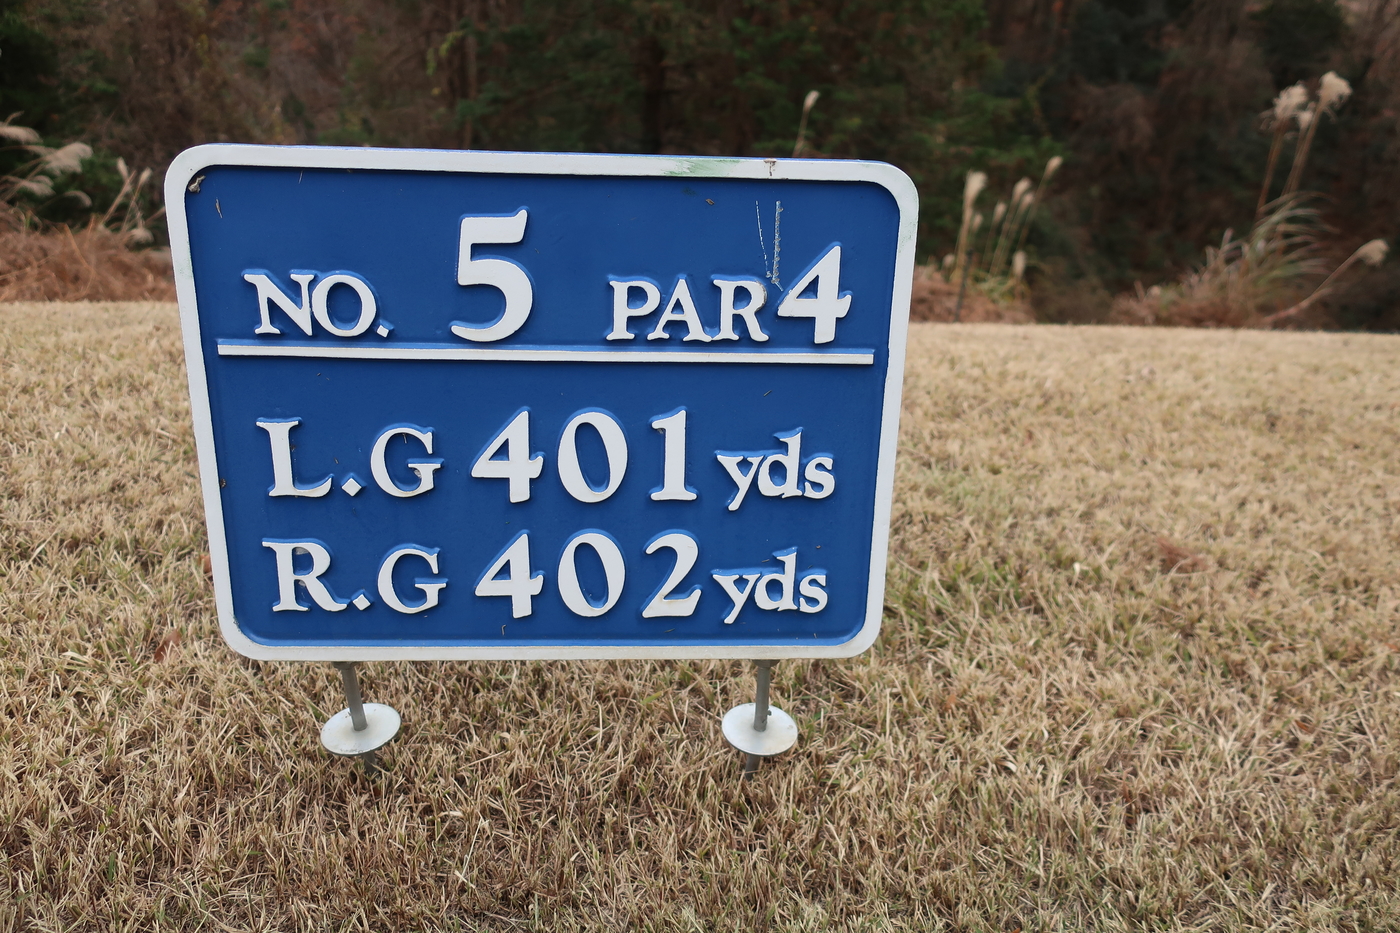 NO. 5 PAR 4
L.G 401 yds
R.G 402 yds